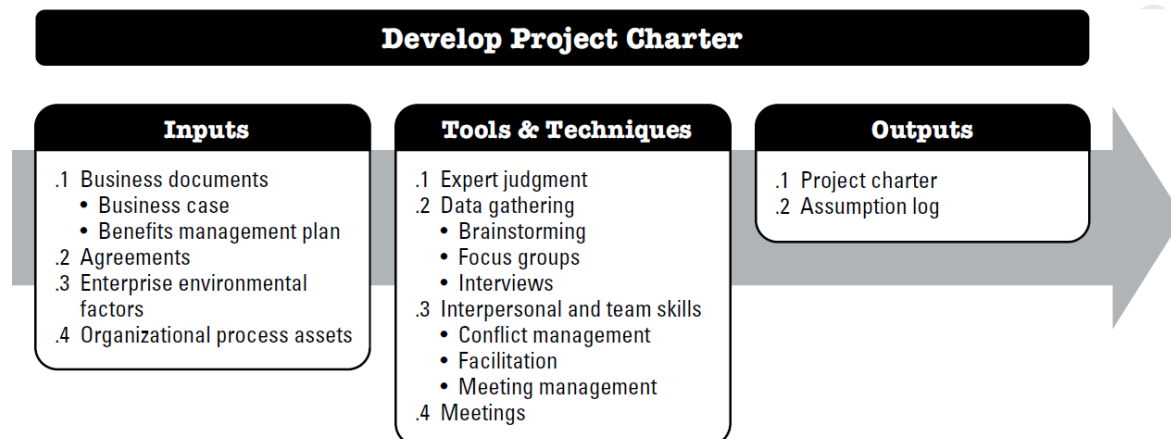 Develop Project Charter
Inputs
.1 Business documents
• Business case
• Benefits management plan
.2 Agreements
.3 Enterprise environmental
factors
.4 Organizational process assets
Tools & Techniques
.1 Expert judgment
.2 Data gathering
• Brainstorming
• Focus groups
• Interviews
.3 Interpersonal and team skills
• Conflict management
• Facilitation
• Meeting management
.4 Meetings
Outputs
.1 Project charter
.2 Assumption log